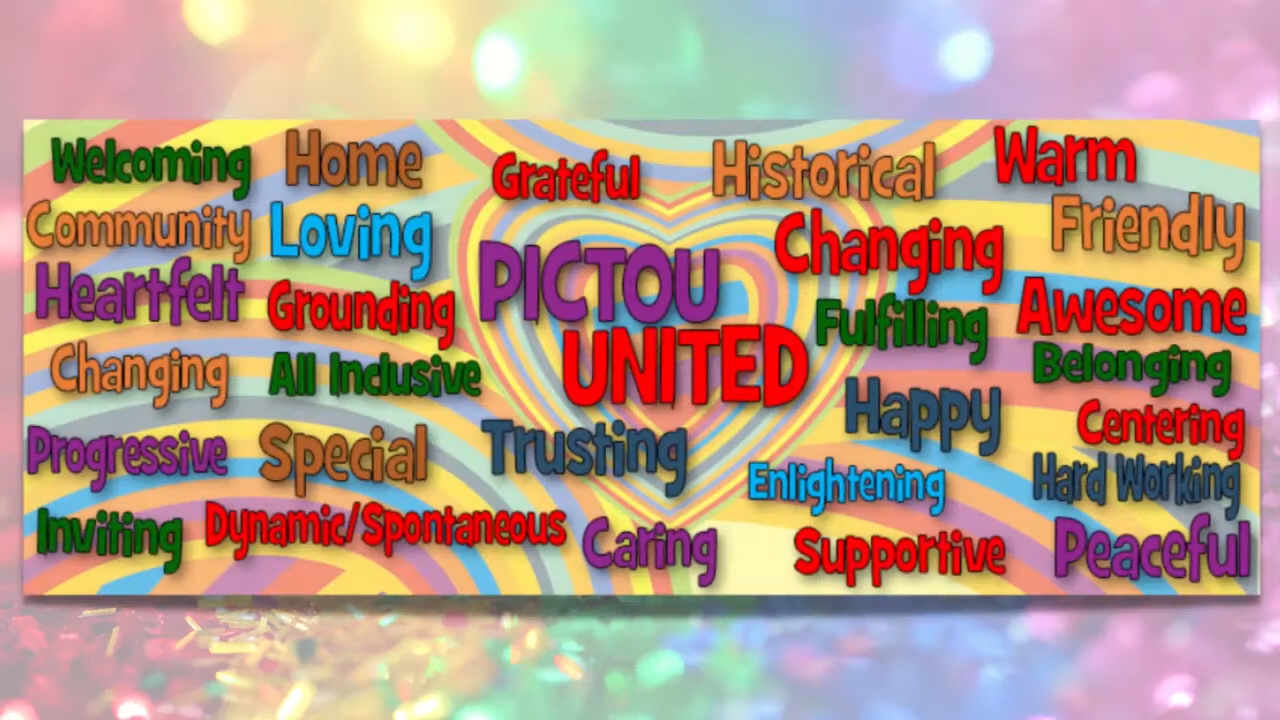 Welcoming Home Grateful Historical Warm
Community Loving Changing Friendly
Heartfelt Grounding PICTOU Fulfilling Awesome
Changing All Inclusive UNITED Happy Belonging
Progressive Special Trusting Enlightening Centering
Hard Working
Inviting Dynamic/Spontaneous Caring Supportive Peaceful